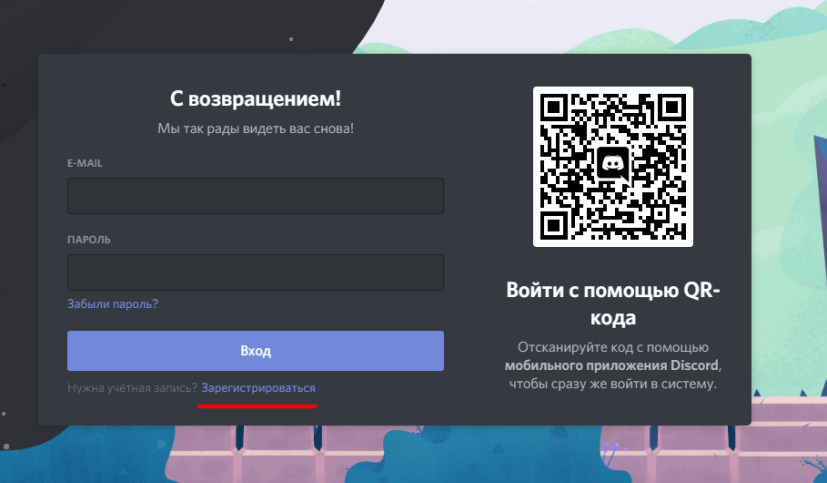 С возвращением!
Мы так рады видеть вас снова!
E-MAIL
ПАРОЛЬ
Забыли пароль?
Вход
Нужна учётная запись? Зарегистрироваться
Войти с помощью QR-
кода
Отсканируйте код с помощью
мобильного приложения Discord,
чтобы сразу же войти в систему.